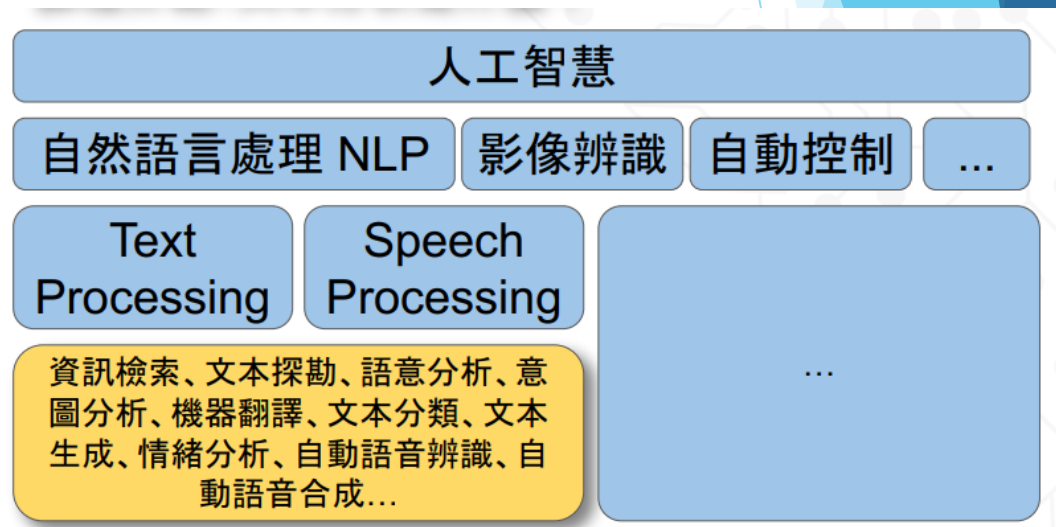 人工智慧
自然語言處理 NLP
影像辨識
自動控制
...
Text
Processing
Speech
Processing
資訊檢索、文本探勘、語意分析、意
圖分析、機器翻譯、文本分類、文本
生成、情緒分析、自動語音辨識、自
動語音合成...
...